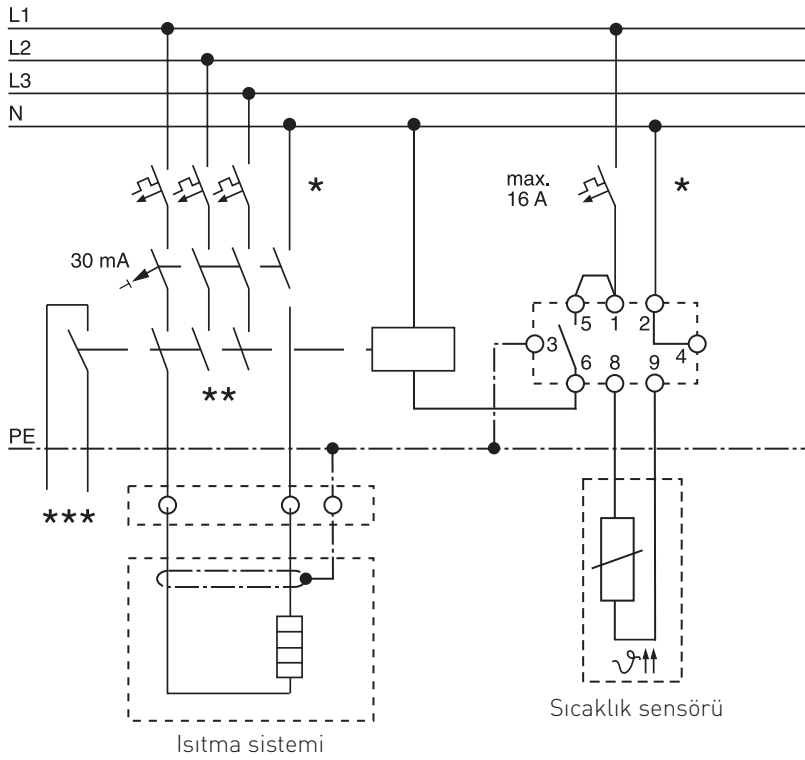 L1
L2
L3
N
*
max.
16 A
*
30 mA
5 1 2
3
4
6 8 9
**
PE
***
ϑ
Sıcaklık sensörü
Isıtma sistemi